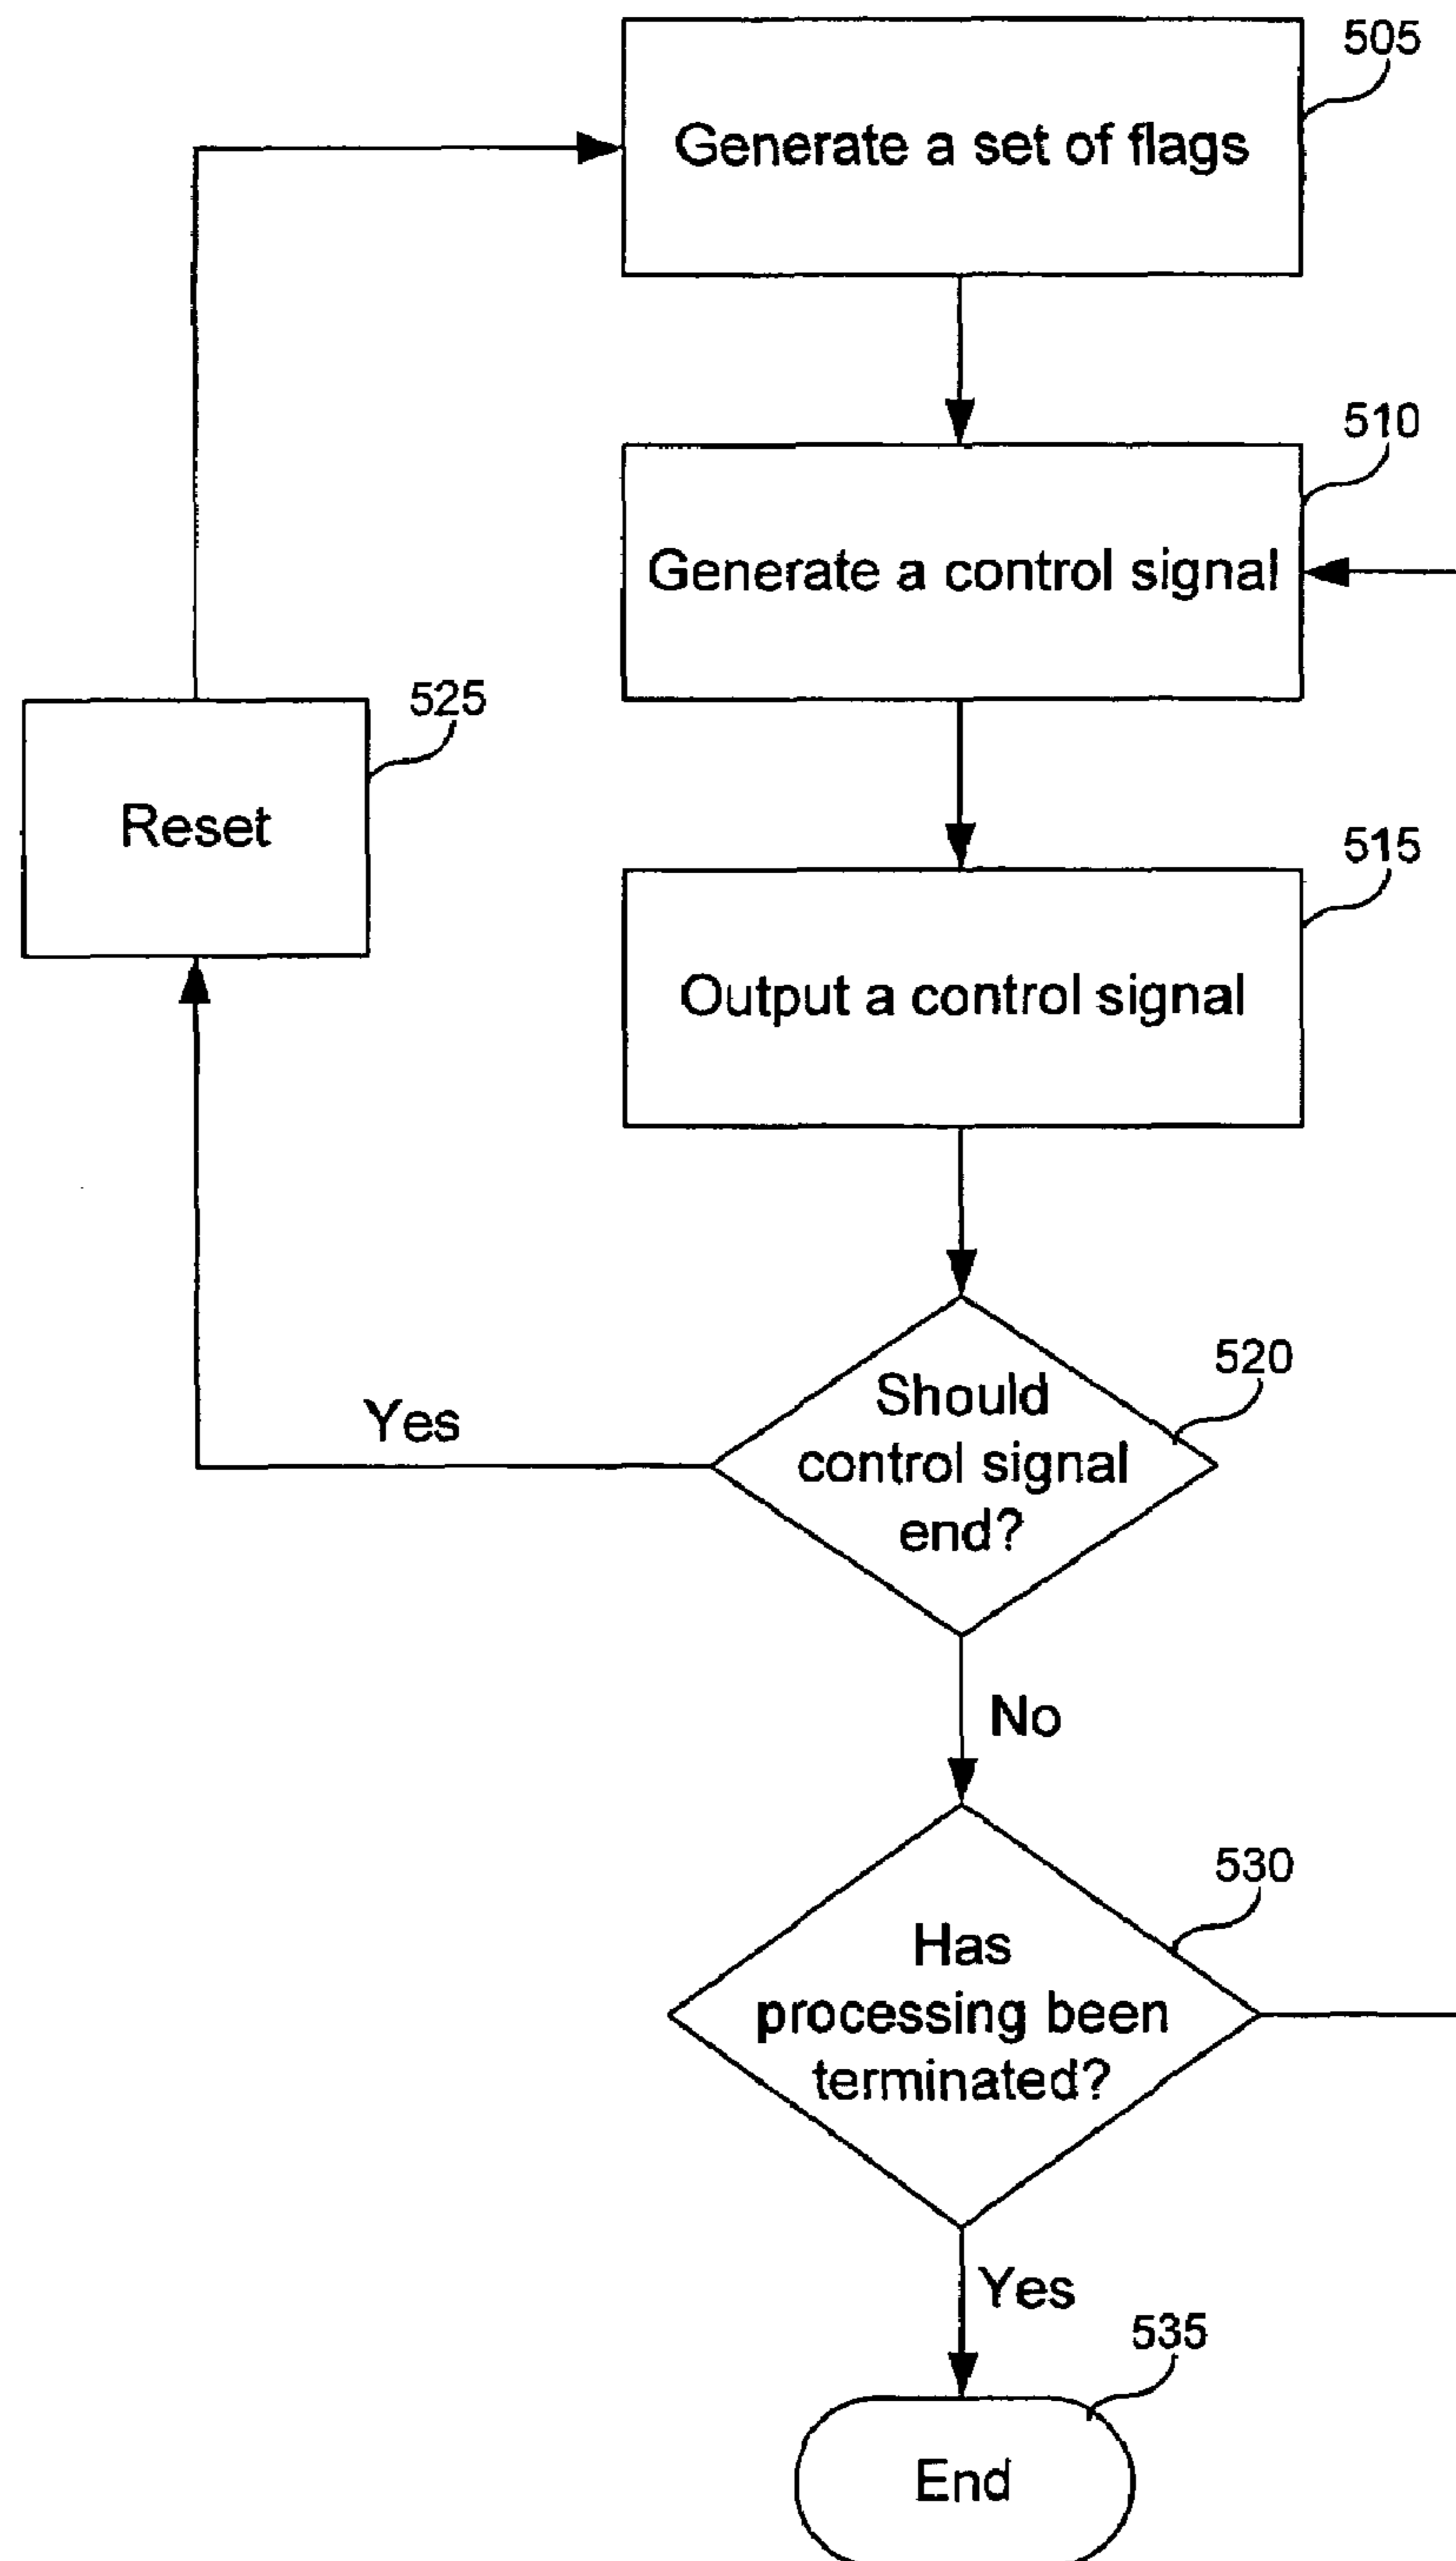 505
Generate a set of flags
510
Generate a control signal
525
Reset
515
Output a control signal
520
Should
control signal
end?
Yes
No
530
Has
processing been
terminated?
Yes
535
End